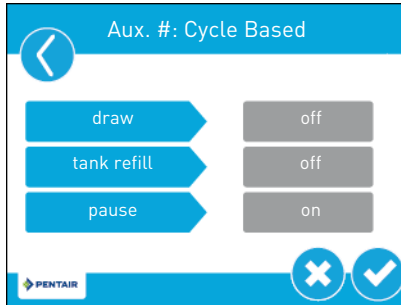 Aux. #: Cycle Based
draw off
tank refill off
pause on
PENTAIR